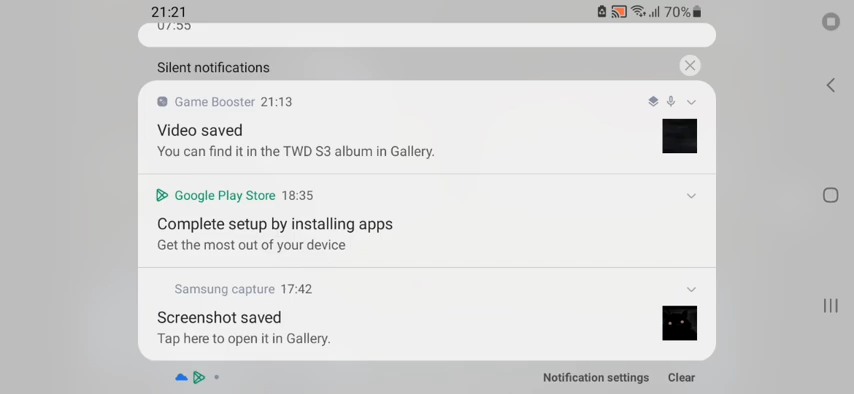 21:21
70%
07:55
Silent notifications
Game Booster 21:13
Video saved
You can find it in the TWD S3 album in Gallery.
Google Play Store 18:35
Complete setup by installing apps
Get the most out of your device
Samsung capture 17:42
Screenshot saved
Tap here to open it in Gallery.
Notification settings Clear